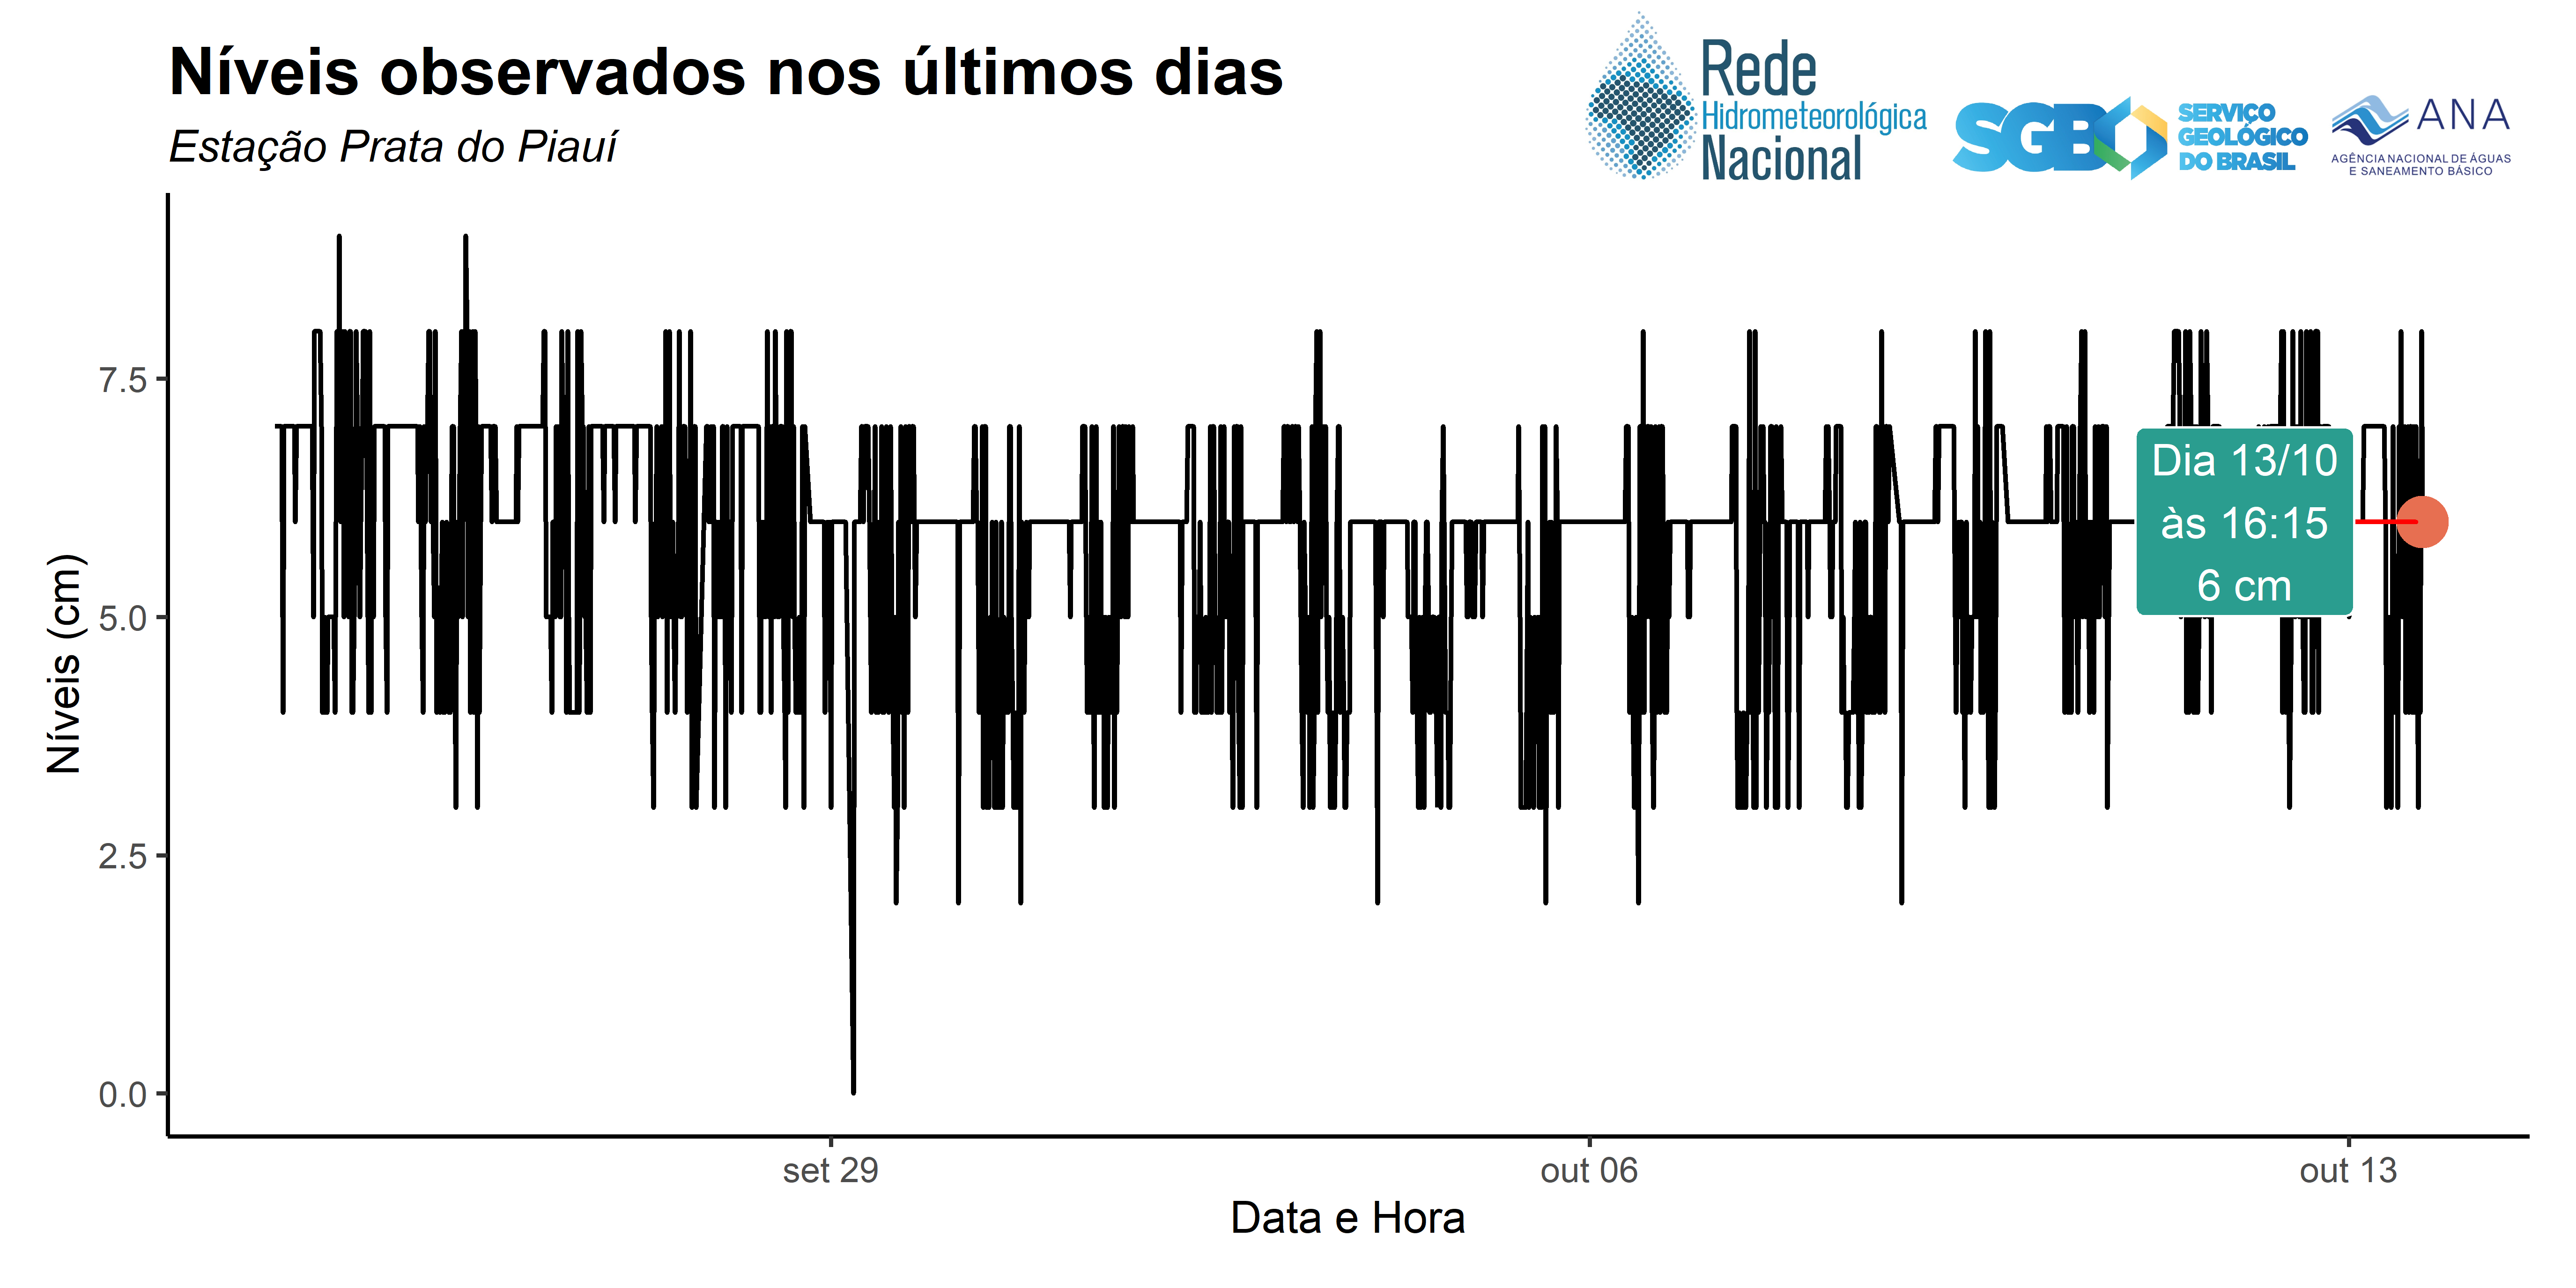 Níveis observados nos últimos dias
Estação Prata do Piauí
Rede
Hidrometeorológica
Nacional
SGB
SERVIÇO
GEOLÓGICO
DO BRASIL
ANA
AGÊNCIA NACIONAL DE ÁGUAS
E SANEAMENTO BÁSICO
Níveis (cm)
7.5
5.0
2.5
0.0
Dia 13/10
às 16:15
6 cm
set 29
out 06
out 13
Data e Hora